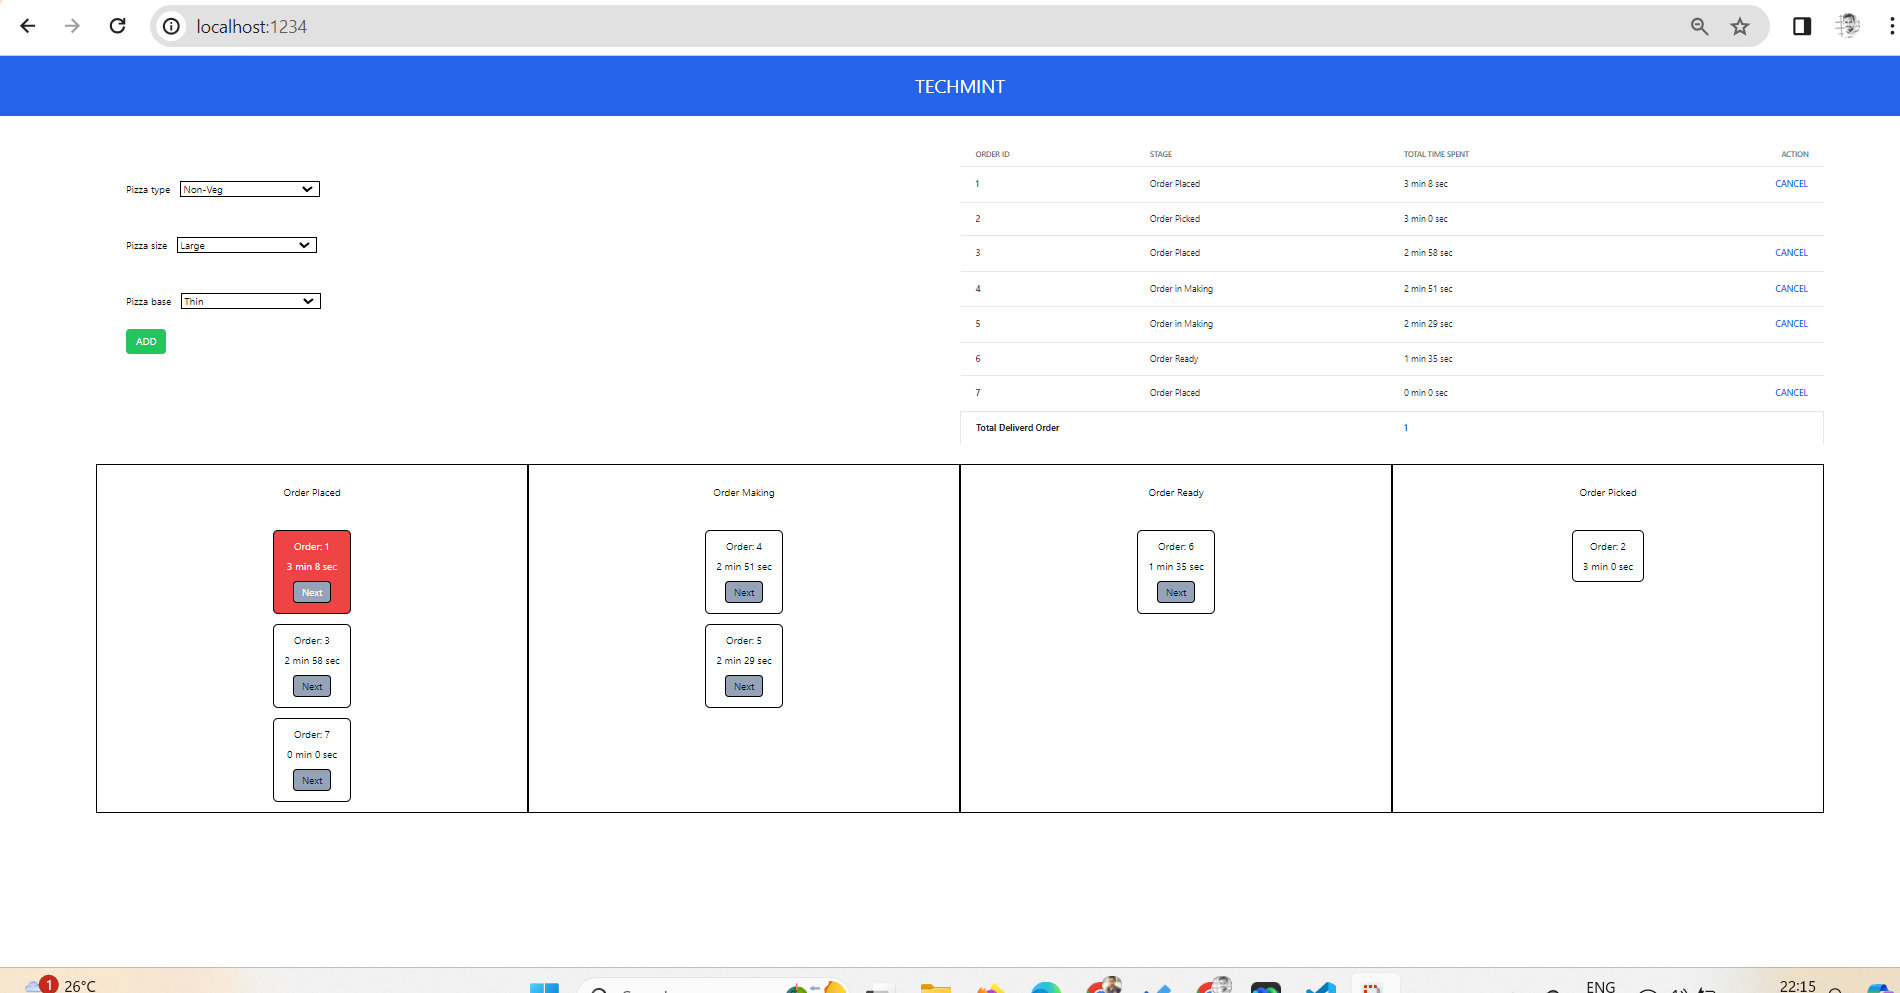 localhost:1234
TECHMINT
Pizza type Non-Veg
Pizza size Large
Pizza base Thin
ADD
ORDER ID STAGE TOTAL TIME SPENT ACTION
1 Order Placed 3 min 8 sec CANCEL
2 Order Picked 3 min 0 sec
3 Order Placed 2 min 58 sec CANCEL
4 Order in Making 2 min 51 sec CANCEL
5 Order in Making 2 min 29 sec CANCEL
6 Order Ready 1 min 35 sec
7 Order Placed 0 min 0 sec CANCEL
Total Deliverd Order 1
Order Placed
Order: 1
3 min 8 sec
Next
Order: 3
2 min 58 sec
Next
Order: 7
0 min 0 sec
Next
Order Making
Order: 4
2 min 51 sec
Next
Order: 5
2 min 29 sec
Next
Order Ready
Order: 6
1 min 35 sec
Next
Order Picked
Order: 2
3 min 0 sec
1 26°C
ENG
22:15